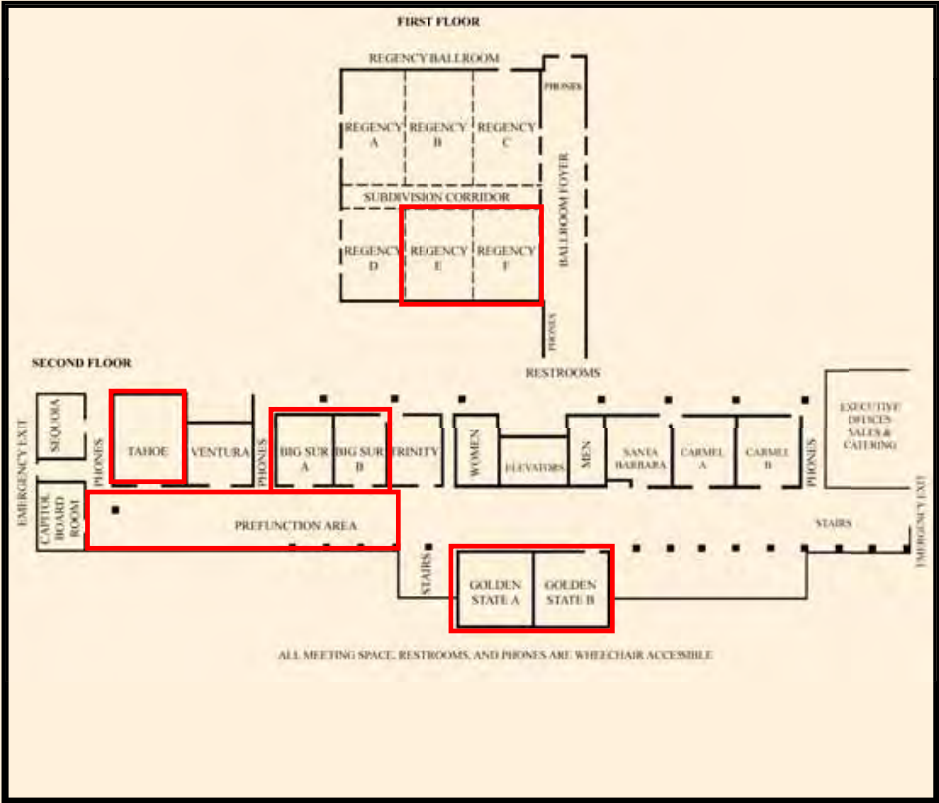 FIRST FLOOR
REGENCY BALLROOM
PHONES
REGENCY
A
REGENCY
B
REGENCY
C
SUBDIVISION CORRIDOR
BALLROOM FOYER
REGENCY
D
REGENCY
E
REGENCY
F
PHONES
RESTROOMS
SECOND FLOOR
EMERGENCY EXIT
SEQUOIA
PHONES
TAHOE
VENTURA
PHONES
BIG SUR
A
BIG SUR
B
TRINITY
WOMEN
ELEVATORS
MEN
SANTA
BARBARA
CARMEL
A
CARMEL
B
PHONES
EXECUTIVE
OFFICES
SALES &
CATERING
CAPITOL
BOARD
ROOM
PREFUNCTION AREA
STAIRS
EMERGENCY EXIT
STAIRS
GOLDEN
STATE A
GOLDEN
STATE B
ALL MEETING SPACE, RESTROOMS, AND PHONES ARE WHEELCHAIR ACCESSIBLE